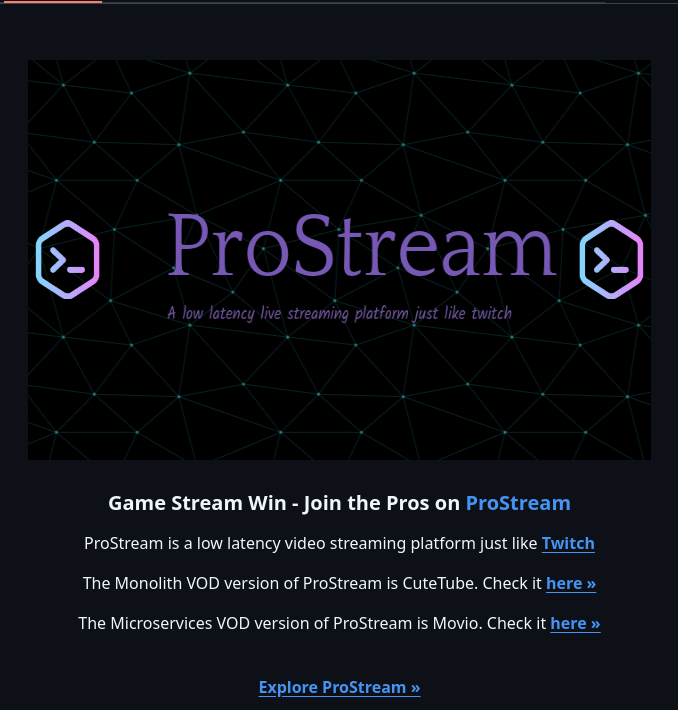 ProStream
A low latency live streaming platform just like twitch
Game Stream Win - Join the Pros on ProStream
ProStream is a low latency video streaming platform just like Twitch
The Monolith VOD version of ProStream is CuteTube. Check it here »
The Microservices VOD version of ProStream is Movio. Check it here »
Explore ProStream »